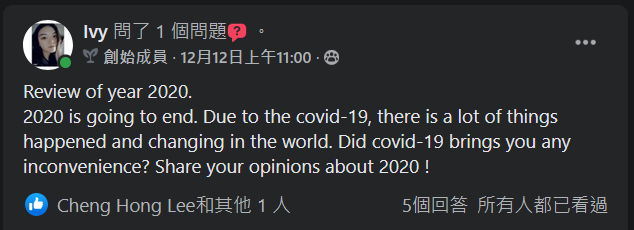 Ivy 問了 1 個問題 。
創始成員 · 12月12日上午11:00 ·
Review of year 2020.
2020 is going to end. Due to the covid-19, there is a lot of things
happened and changing in the world. Did covid-19 brings you any
inconvenience? Share your opinions about 2020 !
Cheng Hong Lee和其他 1 人 5個回答 所有人都已看過